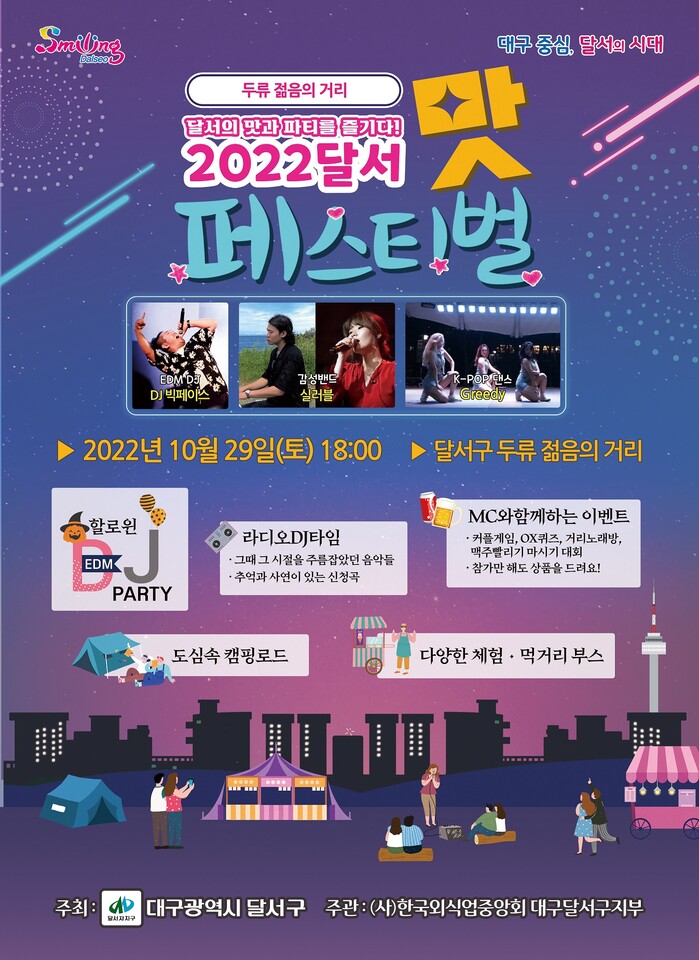 Smiling
Dalseo
대구 중심, 달서의 시대
두류 젊음의 거리
달서의 맛과 파티를 즐기다!
2022달서
맛
페스티벌
EDM DJ
DJ 빅페이스
감성밴드
실러블
K-POP 댄스
Greedy
▶ 2022년 10월 29일(토) 18:00 ▶ 달서구 두류 젊음의 거리
할로윈
EDM
DJ
PARTY
라디오DJ타임
· 그때 그 시절을 주름잡았던 음악들
· 추억과 사연이 있는 신청곡
MC와함께하는 이벤트
· 커플게임, OX퀴즈, 거리노래방,
맥주빨리기 마시기 대회
· 참가만 해도 상품을 드려요!
도심속 캠핑로드
다양한 체험 · 먹거리 부스
주최 : 달서자치구 대구광역시 달서구 주관 : (사)한국외식업중앙회 대구달서구지부